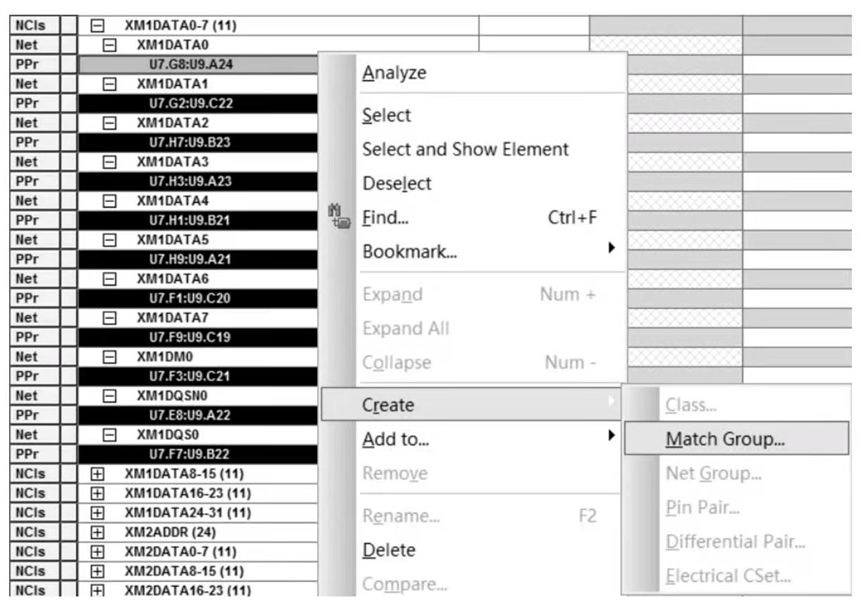 NCls XM1DATA0-7 (11)
Net XM1DATA0
PPr U7.G8:U9.A24
Net XM1DATA1
PPr U7.G2:U9.C22
Net XM1DATA2
PPr U7.H7:U9.B23
Net XM1DATA3
PPr U7.H3:U9.A23
Net XM1DATA4
PPr U7.H1:U9.B21
Net XM1DATA5
PPr U7.H9:U9.A21
Net XM1DATA6
PPr U7.F1:U9.C20
Net XM1DATA7
PPr U7.F9:U9.C19
Net XM1DM0
PPr U7.F3:U9.C21
Net XM1DQSN0
PPr U7.E8:U9.A22
Net XM1DQS0
PPr U7.F7:U9.B22
NCls XM1DATA8-15 (11)
NCls XM1DATA16-23 (11)
NCls XM1DATA24-31 (11)
NCls XM2ADDR (24)
NCls XM2DATA0-7 (11)
NCls XM2DATA8-15 (11)
NCls XM2DATA16-23 (11)
Analyze
Select
Select and Show Element
Deselect
Find... Ctrl+F
Bookmark...
Expand Num +
Expand All
Collapse Num -
Create
Add to...
Remove
Rename... F2
Delete
Compare...
Class...
Match Group...
Net Group...
Pin Pair...
Differential Pair...
Electrical CSet...